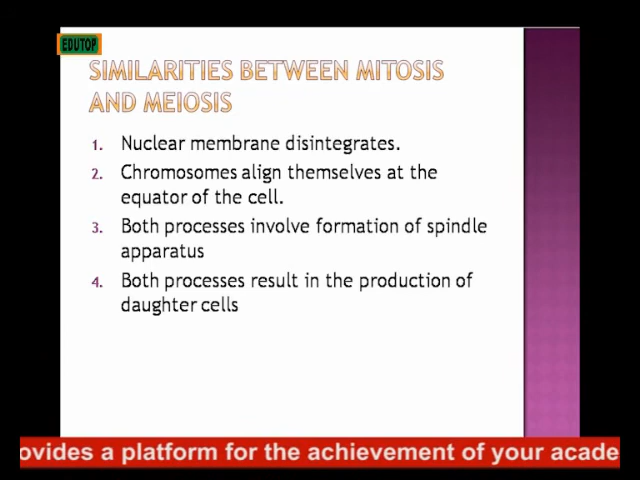 EDUTOP
SIMILARITIES BETWEEN MITOSIS
AND MEIOSIS
1. Nuclear membrane disintegrates.
2. Chromosomes align themselves at the
equator of the cell.
3. Both processes involve formation of spindle
apparatus
4. Both processes result in the production of
daughter cells
ovides a platform for the achievement of your acade